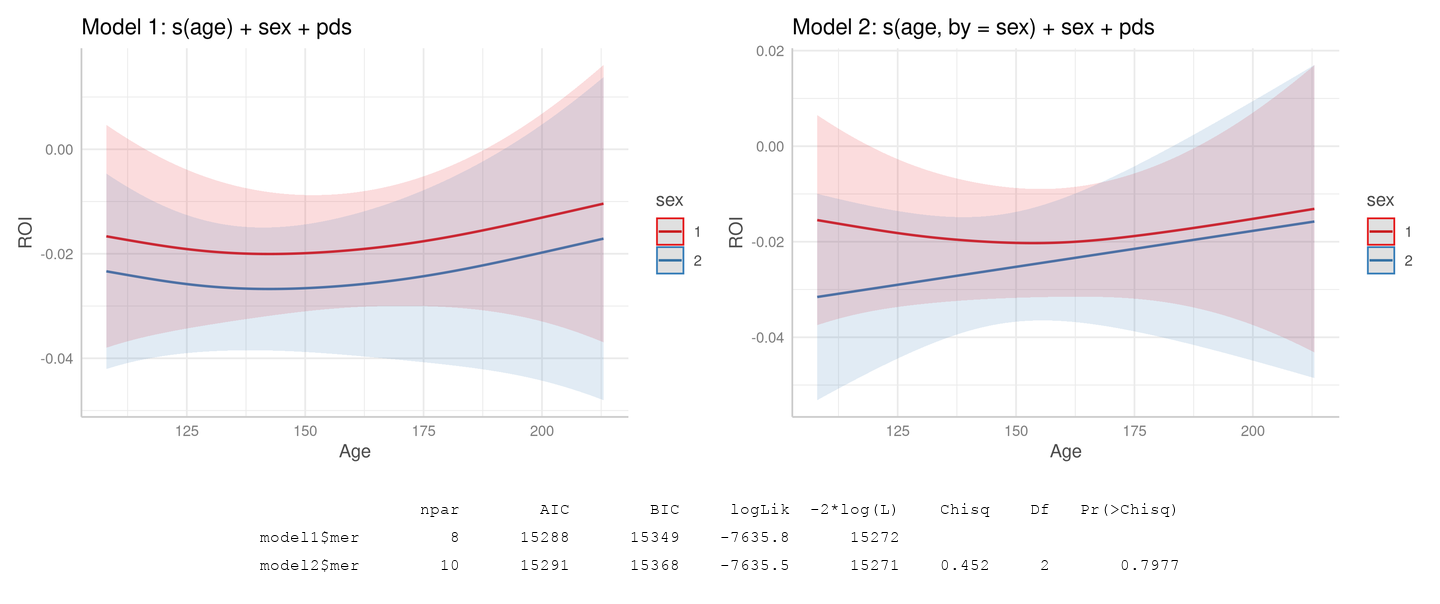 Model 1: s(age) + sex + pds
0.00
-0.02
-0.04
ROI
125 150 175 200
Age
sex
1
2
Model 2: s(age, by = sex) + sex + pds
0.02
0.00
-0.02
-0.04
ROI
125 150 175 200
Age
sex
1
2
npar AIC BIC logLik -2*log(L) Chisq Df Pr(>Chisq)
model1$mer 8 15288 15349 -7635.8 15272
model2$mer 10 15291 15368 -7635.5 15271 0.452 2 0.7977